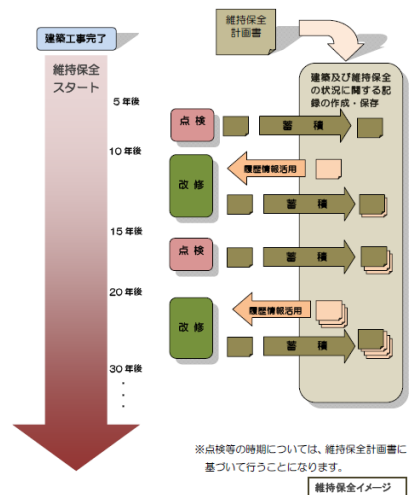 建築工事完了
維持保全
計画書
維持保全
スタート
建築及び維持保全
の状況に関する記
録の作成・保存
5年後
点検
蓄積
10年後
履歴情報活用
改修
蓄積
15年後
点検
蓄積
20年後
履歴情報活用
改修
蓄積
30年後
・
・
・
※点検等の時期については、維持保全計画書に
基づいて行うことになります。
維持保全イメージ